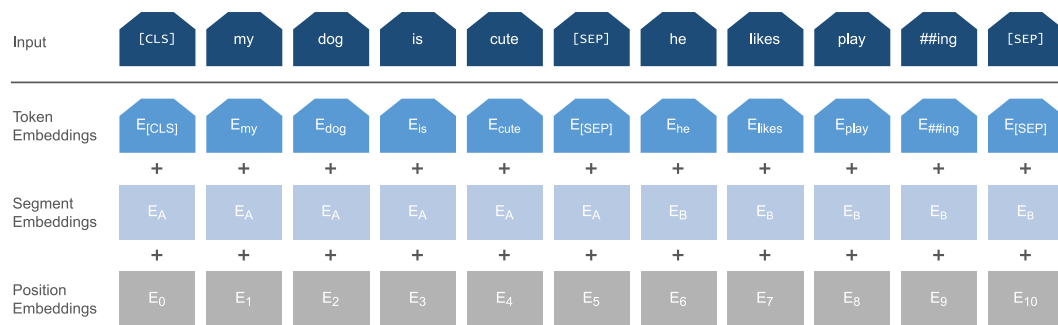 Input [CLS] my dog is cute [SEP] he likes play ##ing [SEP]
Token Embeddings E[CLS] Emy Edog Eis Ecute E[SEP] Ehe Elikes Eplay E##ing E[SEP]
+ + + + + + + + + + +
Segment Embeddings EA EA EA EA EA EA EB EB EB EB EB
+ + + + + + + + + + +
Position Embeddings E0 E1 E2 E3 E4 E5 E6 E7 E8 E9 E10